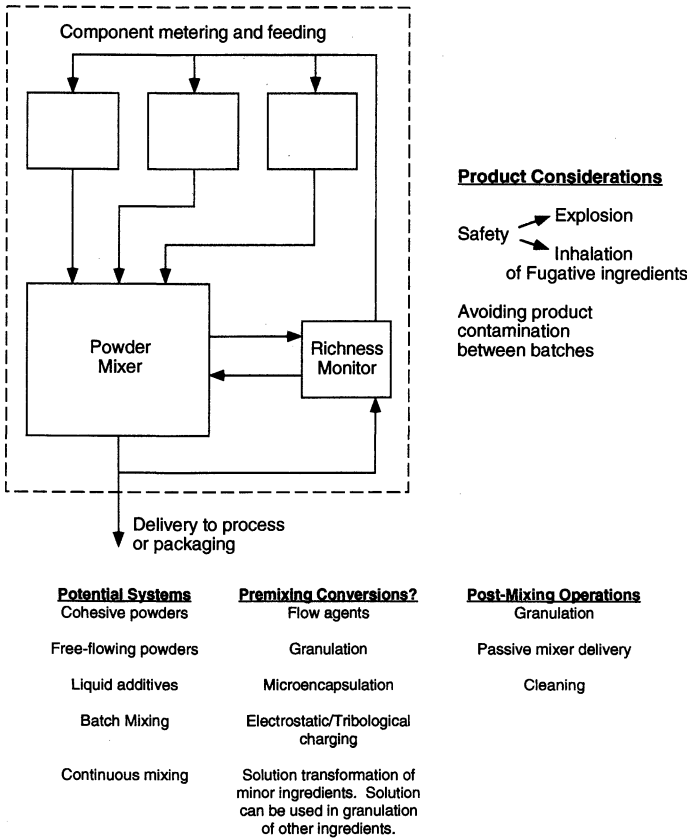 Component metering and feeding
Product Considerations
Safety
Explosion
Inhalation
of Fugative ingredients
Avoiding product
contamination
between batches
Powder
Mixer
Richness
Monitor
Delivery to process
or packaging
Potential Systems
Cohesive powders
Free-flowing powders
Liquid additives
Batch Mixing
Continuous mixing
Premixing Conversions?
Flow agents
Granulation
Microencapsulation
Electrostatic/Tribological
charging
Solution transformation of
minor ingredients. Solution
can be used in granulation
of other ingredients.
Post-Mixing Operations
Granulation
Passive mixer delivery
Cleaning